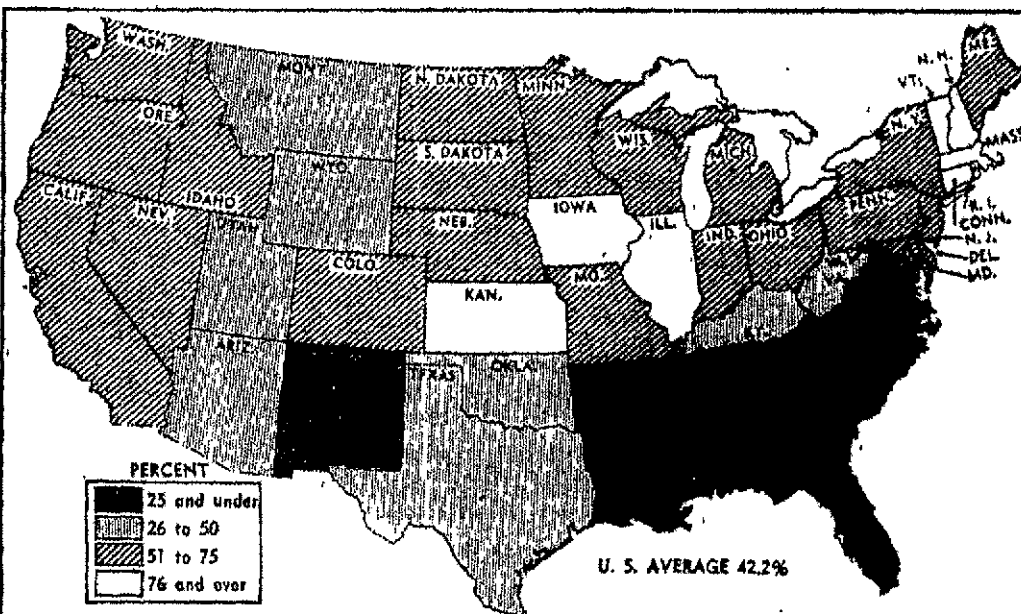 WASH.
MONT.
N. DAKOTA
MINN.
ME.
N. H.
VT.
ORE.
IDAHO
WYO.
S. DAKOTA
WIS.
MICH.
N. Y.
MASS.
R. I.
CONN.
N. J.
DEL.
MD.
CALIF.
NEV.
UTAH
COLO.
NEB.
IOWA
ILL.
IND.
OHIO
PENN.
KAN.
MO.
KY.
ARIZ.
TEXAS
OKLA.
PERCENT
25 and under
26 to 50
51 to 75
76 and over
U. S. AVERAGE 42.2%